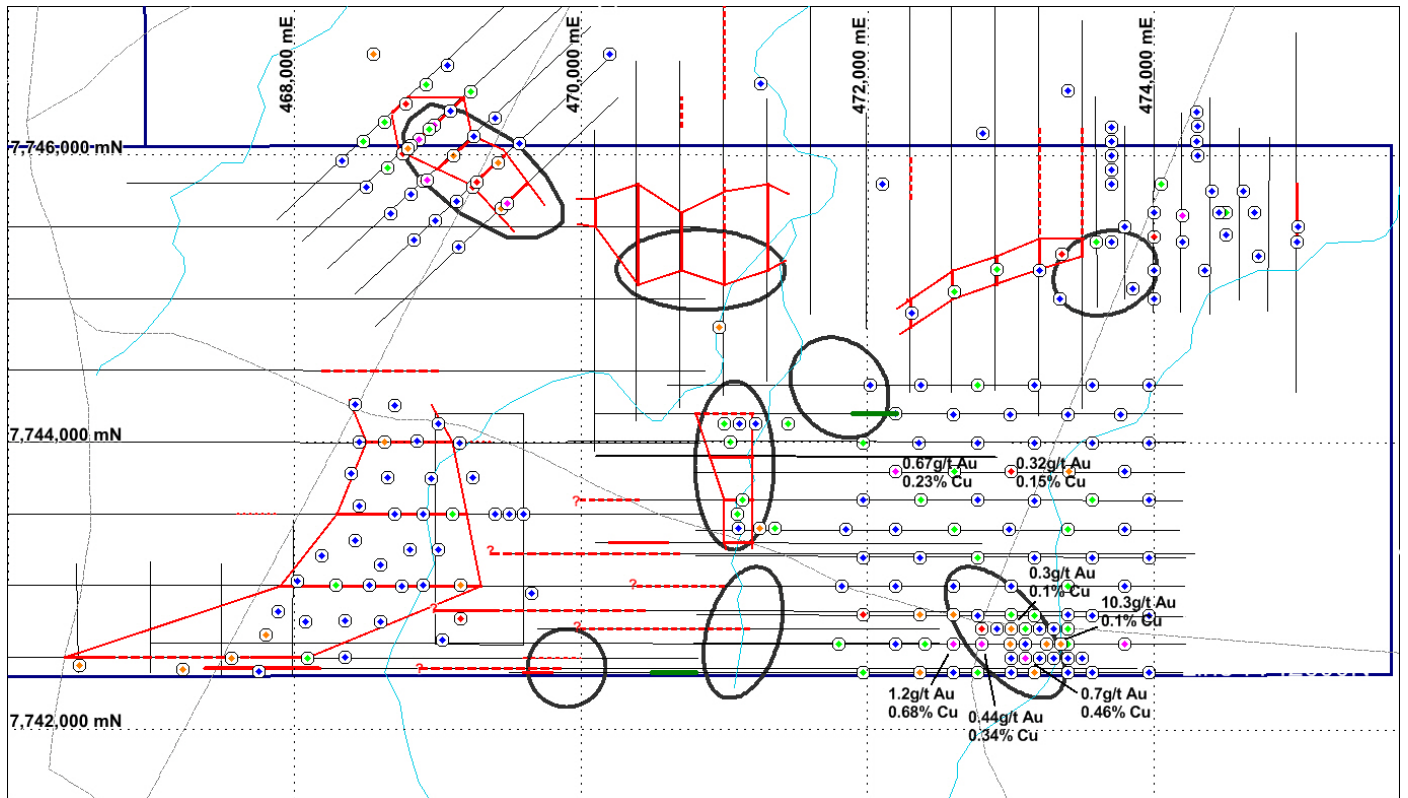 468,000 mE
470,000 mE
472,000 mE
474,000 mE
7,746,000 mN
7,744,000 mN
0.67g/t Au
0.23% Cu
0.32g/t Au
0.15% Cu
?
?
?
?
?
?
0.3g/t Au
0.1% Cu
10.3g/t Au
0.1% Cu
1.2g/t Au
0.68% Cu
0.44g/t Au
0.34% Cu
0.7g/t Au
0.46% Cu
7,742,000 mN